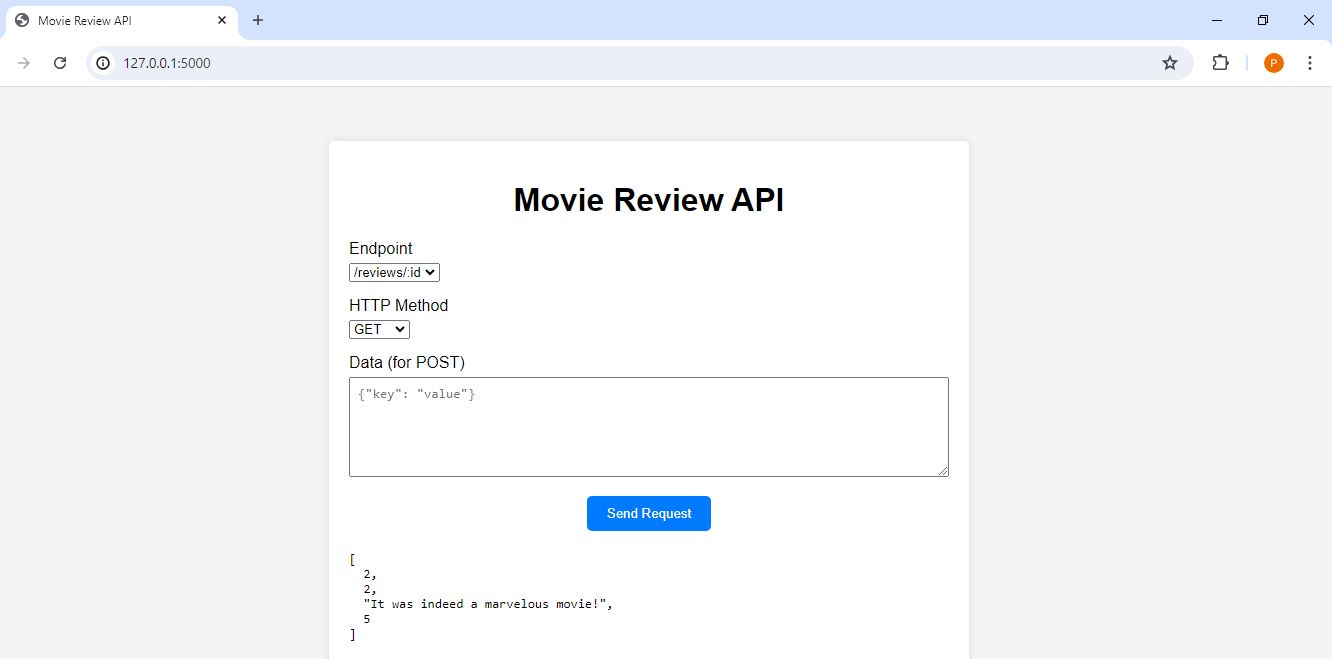 Movie Review API
127.0.0.1:5000
P
Movie Review API
Endpoint
/reviews/:id
HTTP Method
GET
Data (for POST)
{"key": "value"}
Send Request
[
2,
2,
"It was indeed a marvelous movie!",
5
]